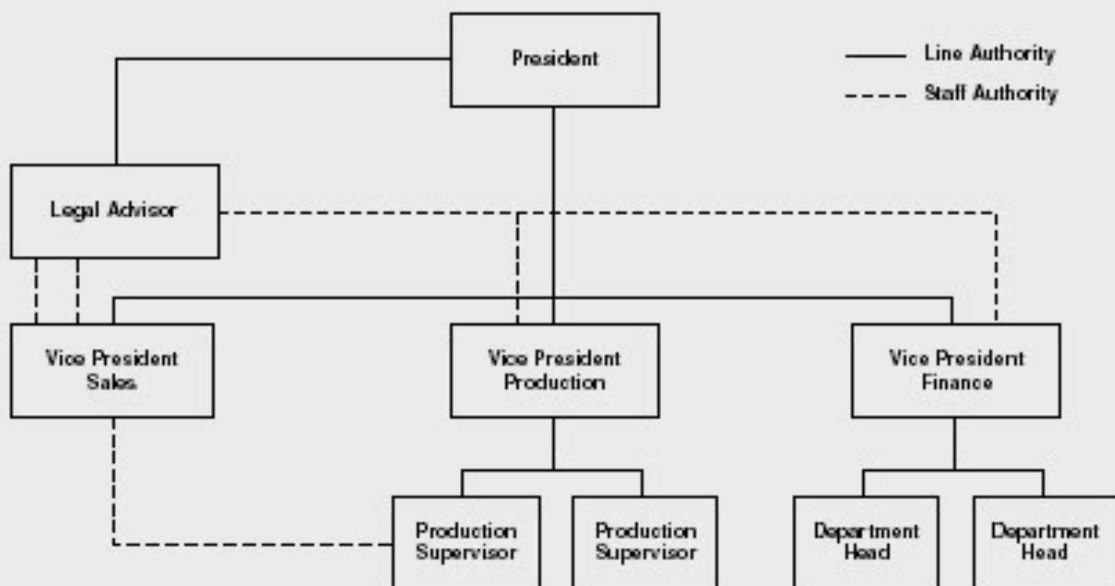 President
Line Authority
Staff Authority
Legal Advisor
Vice President
Sales
Vice President
Production
Vice President
Finance
Production
Supervisor
Production
Supervisor
Department
Head
Department
Head